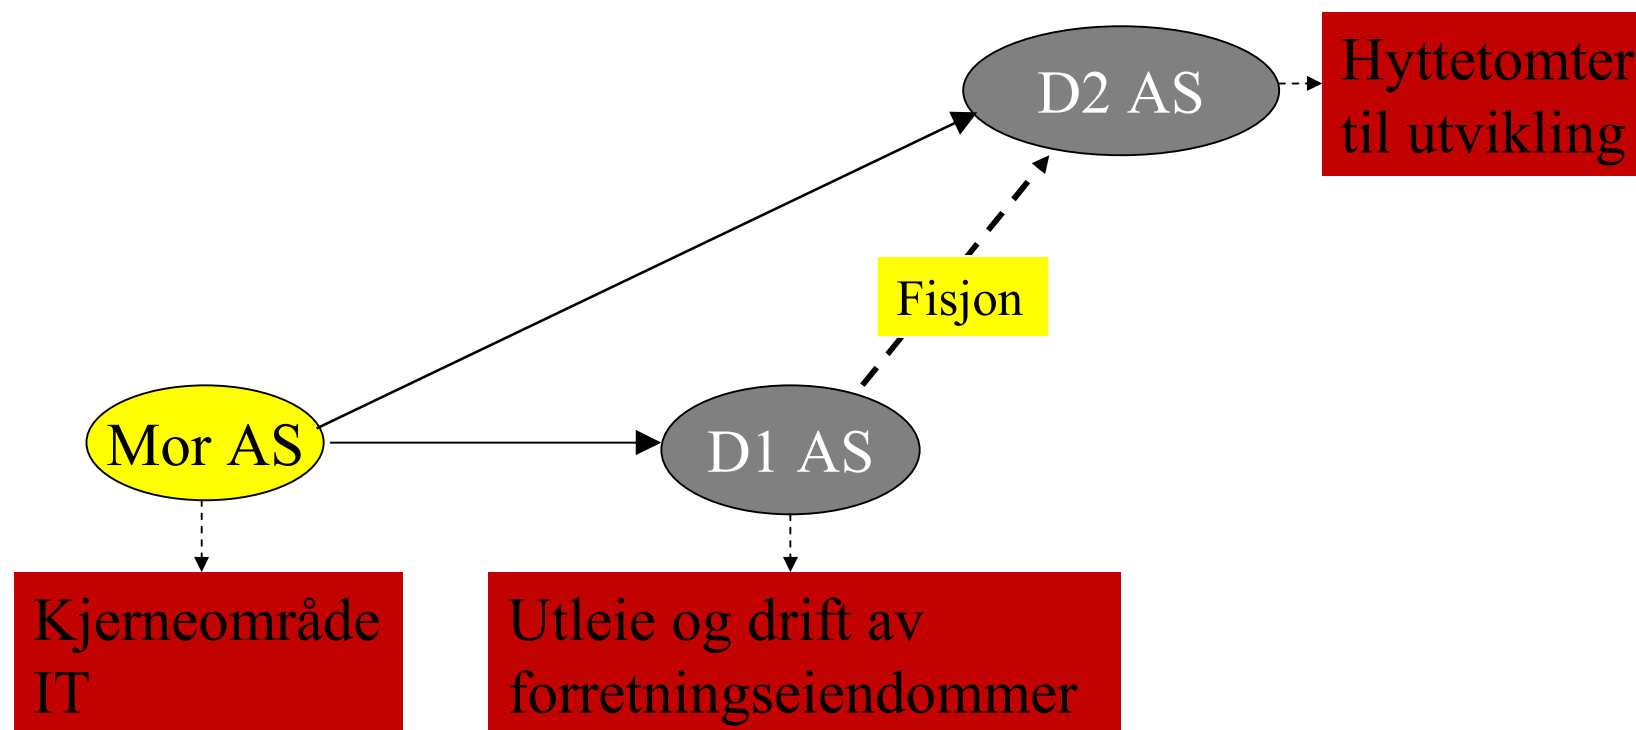 D2 AS
Hyttetomter
til utvikling
Fisjon
Mor AS
D1 AS
Kjerneområde
IT
Utleie og drift av
forretningseiendommer